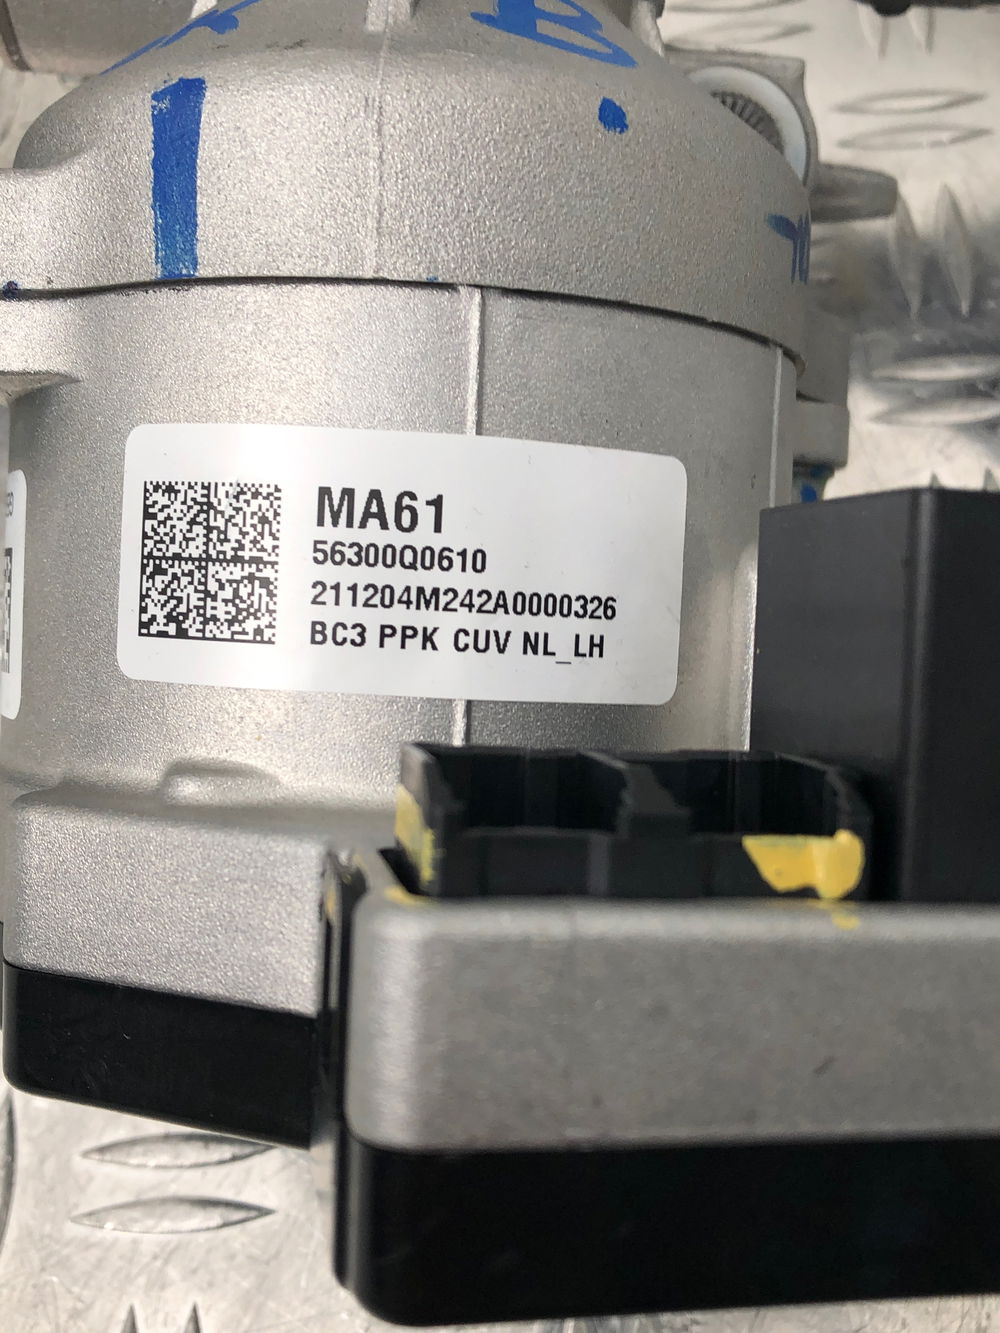 B
MA61
56300Q0610
211204M242A0000326
BC3 PPK CUV NL_LH